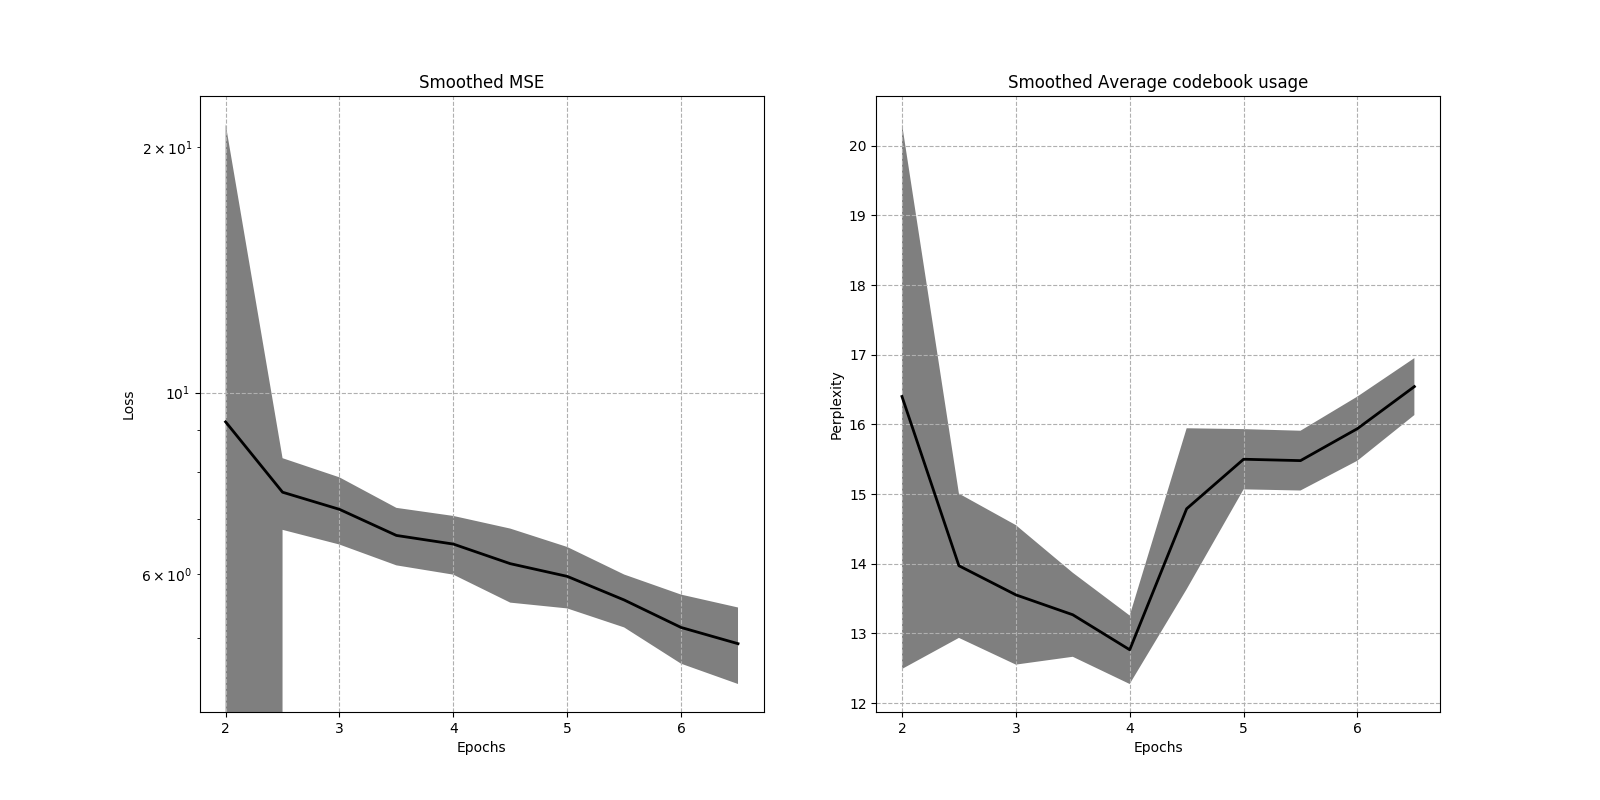 Smoothed MSE
Loss
2 × 10¹
10¹
6 × 10⁰
2 3 4 5 6
Epochs
Smoothed Average codebook usage
Perplexity
20
19
18
17
16
15
14
13
12
2 3 4 5 6
Epochs